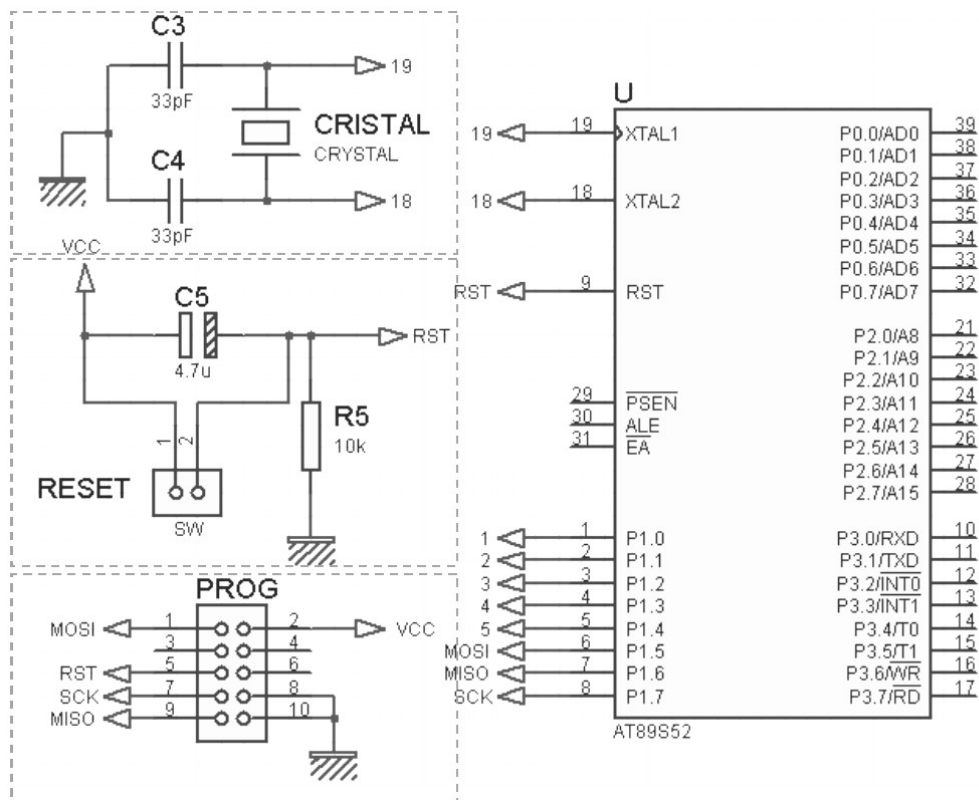 C3
33pF
19
CRISTAL
CRYSTAL
C4
33pF
18
VCC
C5
4.7u
RST
R5
10k
1
2
RESET
SW
PROG
MOSI 1 2 VCC
3 4
RST 5 6
SCK 7 8
MISO 9 10
U
19 19 XTAL1
18 18 XTAL2
RST 9 RST
29 PSEN
30 ALE
31 EA
1 1 P1.0
2 2 P1.1
3 3 P1.2
4 4 P1.3
5 5 P1.4
MOSI 6 P1.5
MISO 7 P1.6
SCK 8 P1.7
P0.0/AD0 39
P0.1/AD1 38
P0.2/AD2 37
P0.3/AD3 36
P0.4/AD4 35
P0.5/AD5 34
P0.6/AD6 33
P0.7/AD7 32
P2.0/A8 21
P2.1/A9 22
P2.2/A10 23
P2.3/A11 24
P2.4/A12 25
P2.5/A13 26
P2.6/A14 27
P2.7/A15 28
P3.0/RXD 10
P3.1/TXD 11
P3.2/INT0 12
P3.3/INT1 13
P3.4/T0 14
P3.5/T1 15
P3.6/WR 16
P3.7/RD 17
AT89S52